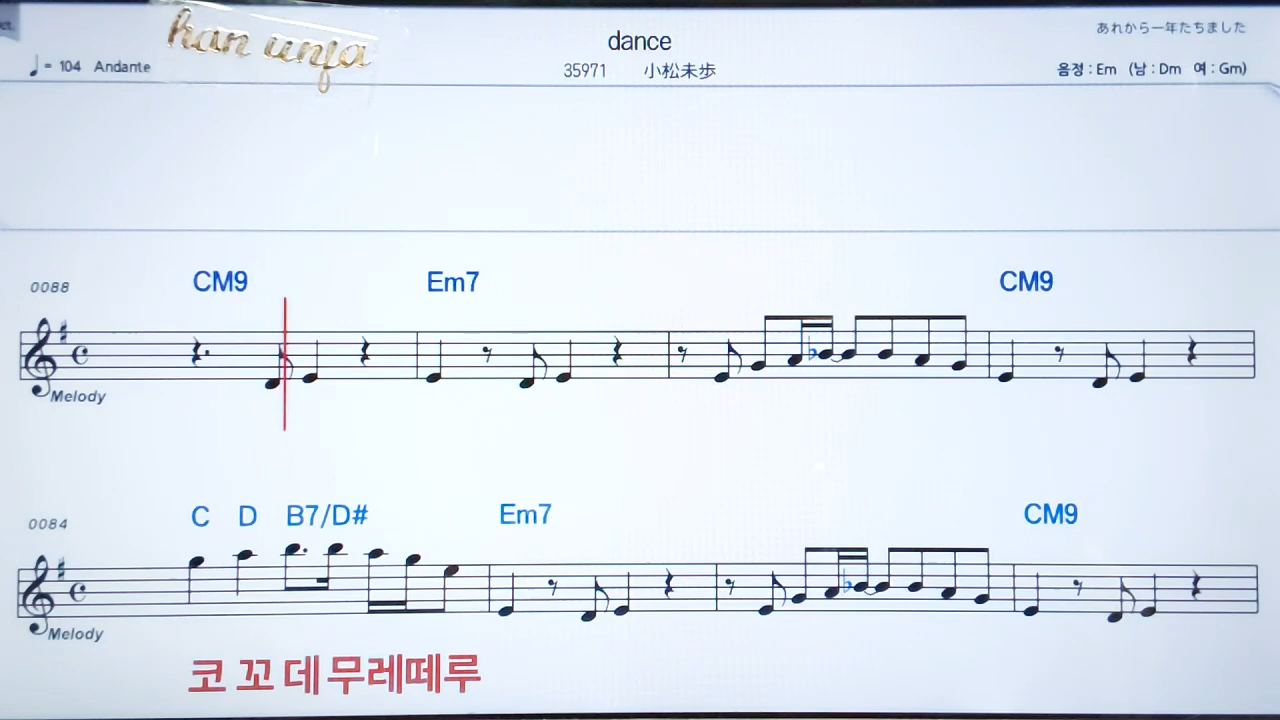 han unja
dance
あれから一年たちました
♩= 104 Andante
35971 小松未歩
음정 : Em (남 : Dm 여 : Gm)
CM9 Em7 CM9
0088
Melody
C D B7/D# Em7 CM9
0084
Melody
코 꼬 데 무레떼루